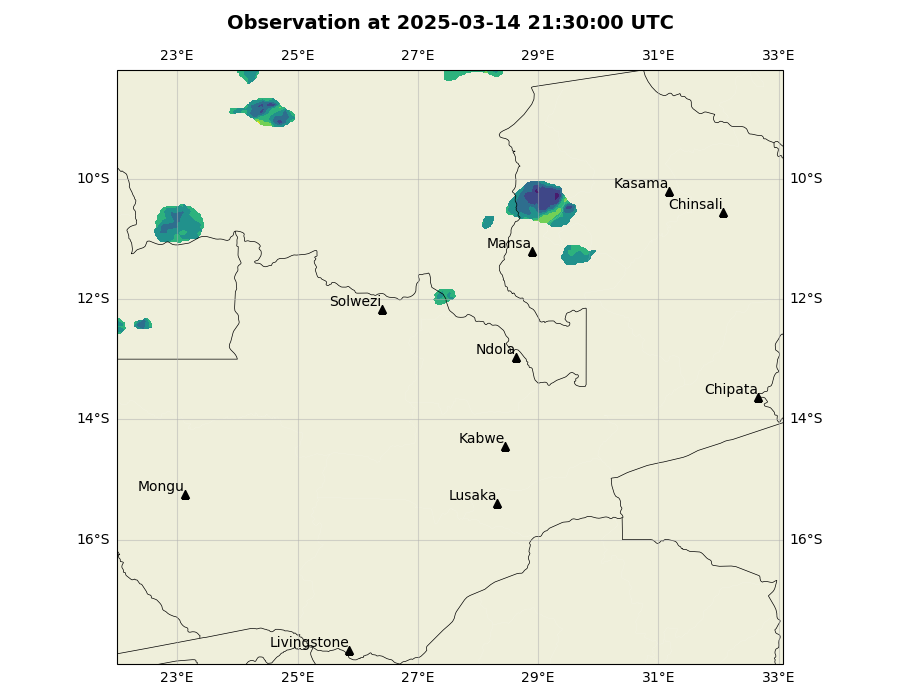 Observation at 2025-03-14 21:30:00 UTC
23°E 25°E 27°E 29°E 31°E 33°E
10°S 10°S
Kasama
Chinsali
Mansa
12°S 12°S
Solwezi
Ndola
Chipata
14°S 14°S
Kabwe
Mongu
Lusaka
16°S 16°S
Livingstone
23°E 25°E 27°E 29°E 31°E 33°E